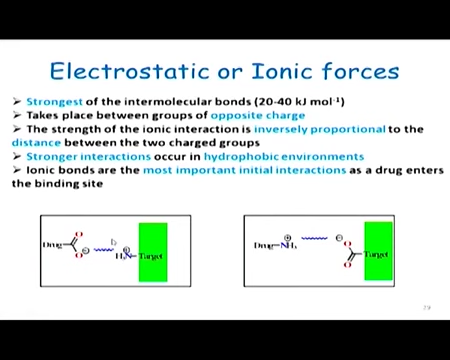 Electrostatic or Ionic forces
➢ Strongest of the intermolecular bonds (20-40 kJ mol⁻¹)
➢ Takes place between groups of opposite charge
➢ The strength of the ionic interaction is inversely proportional to the
distance between the two charged groups
➢ Stronger interactions occur in hydrophobic environments
➢ Ionic bonds are the most important initial interactions as a drug enters
the binding site
Drug O O H₃N Target
Drug NH₃ O O Target
29